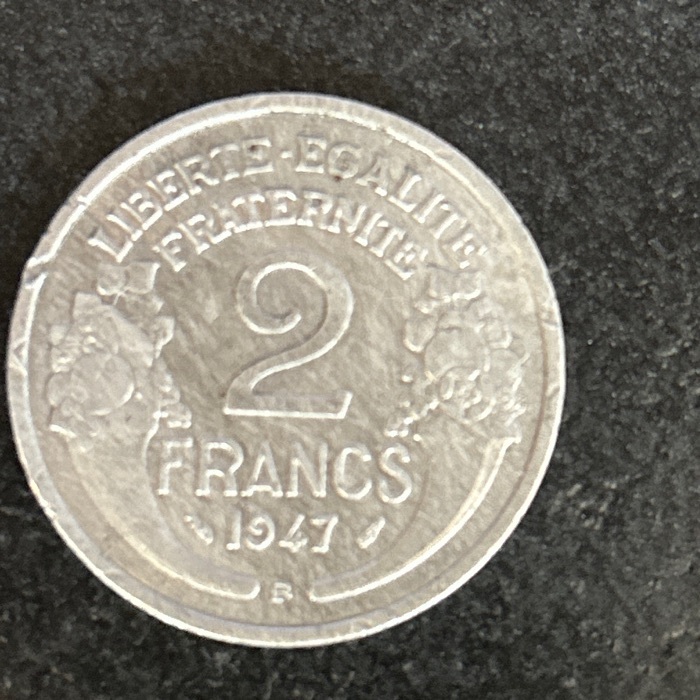 LIBERTE·EGALITE
FRATERNITE
2
FRANCS
1947
B